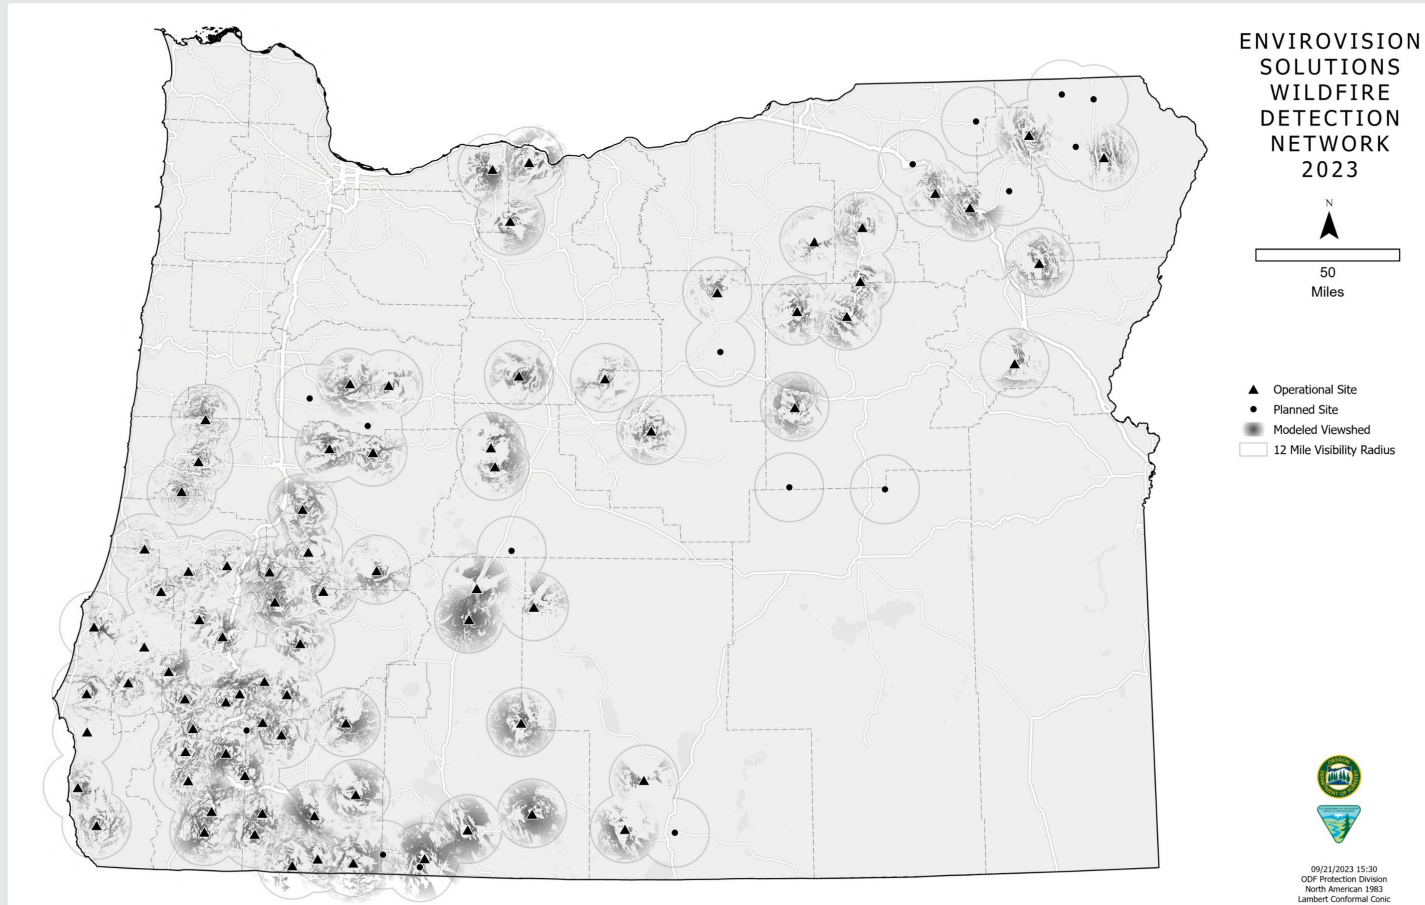 ENVIROVISION
SOLUTIONS
WILDFIRE
DETECTION
NETWORK
2023
N
50
Miles
Operational Site
Planned Site
Modeled Viewshed
12 Mile Visibility Radius
09/21/2023 15:30
ODF Protection Division
North American 1983
Lambert Conformal Conic